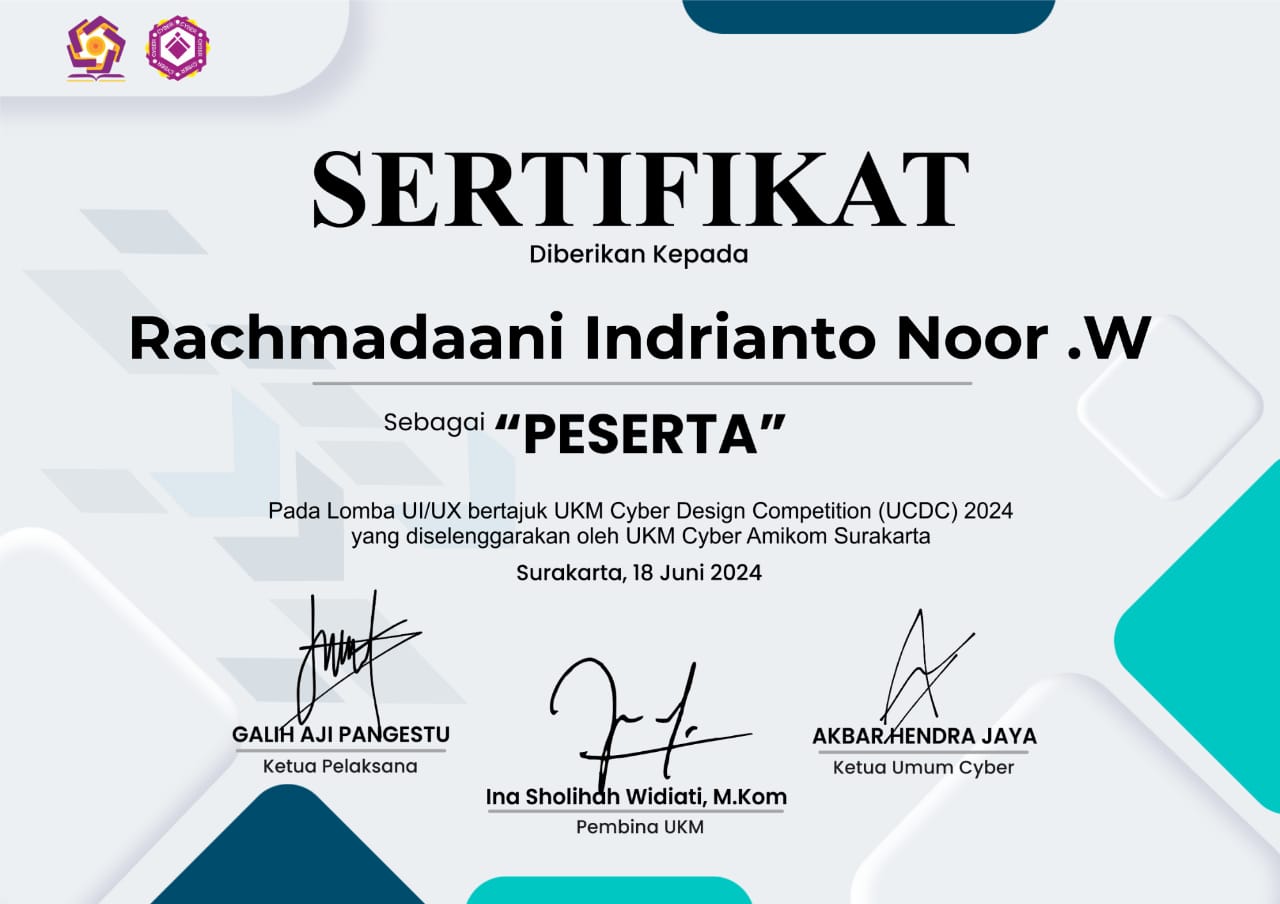 SERTIFIKAT
Diberikan Kepada
Rachmadaani Indrianto Noor .W
Sebagai "PESERTA"
Pada Lomba UI/UX bertajuk UKM Cyber Design Competition (UCDC) 2024
yang diselenggarakan oleh UKM Cyber Amikom Surakarta
Surakarta, 18 Juni 2024
GALIH AJI PANGESTU
Ketua Pelaksana
Ina Sholihah Widiati, M.Kom
Pembina UKM
AKBAR HENDRA JAYA
Ketua Umum Cyber